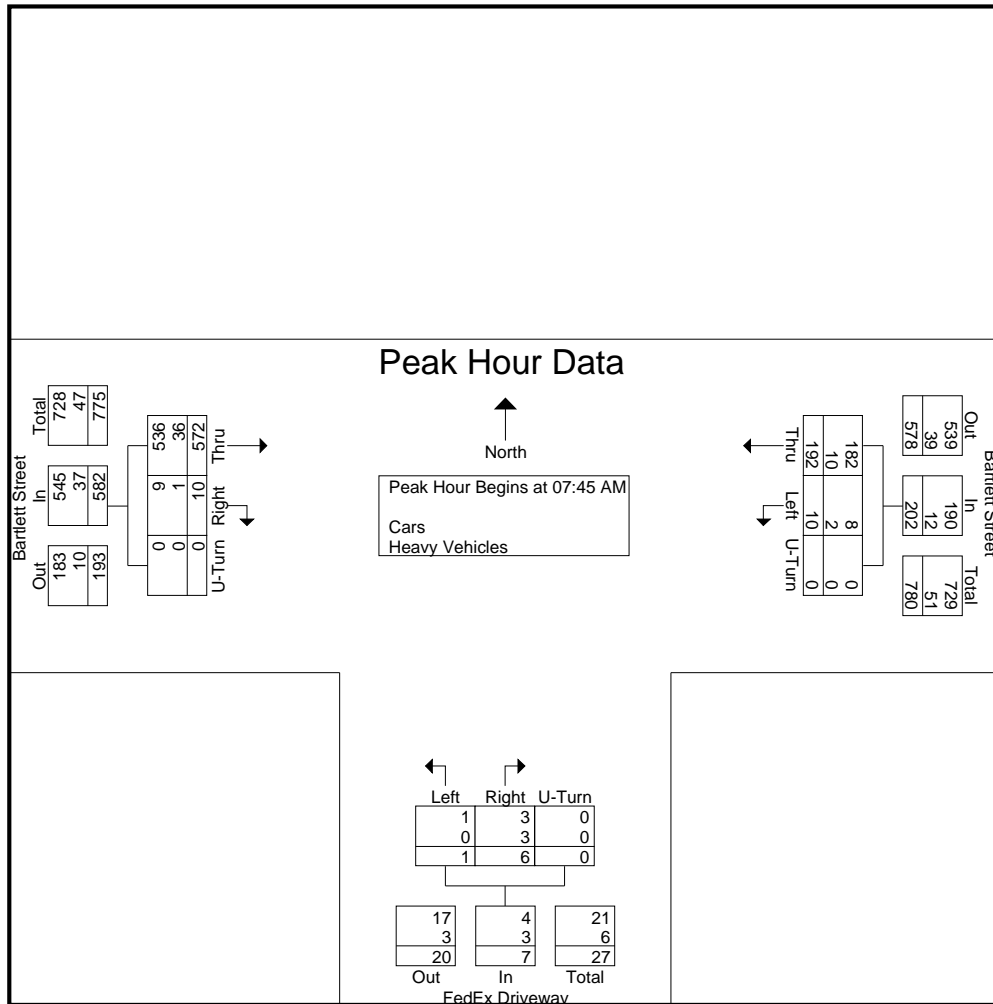 Peak Hour Data
North
Peak Hour Begins at 07:45 AM
Cars
Heavy Vehicles
Bartlett Street
Out In Total
183 545 728
10 37 47
193 582 775
0 9 536
0 1 36
0 10 572
U-Turn Right Thru
Bartlett Street
Out In Total
539 190 729
39 12 51
578 202 780
182 8 0
10 2 0
192 10 0
Thru Left U-Turn
Left Right U-Turn
1 3 0
0 3 0
1 6 0
17 4 21
3 3 6
20 7 27
Out In Total
FedEx Driveway